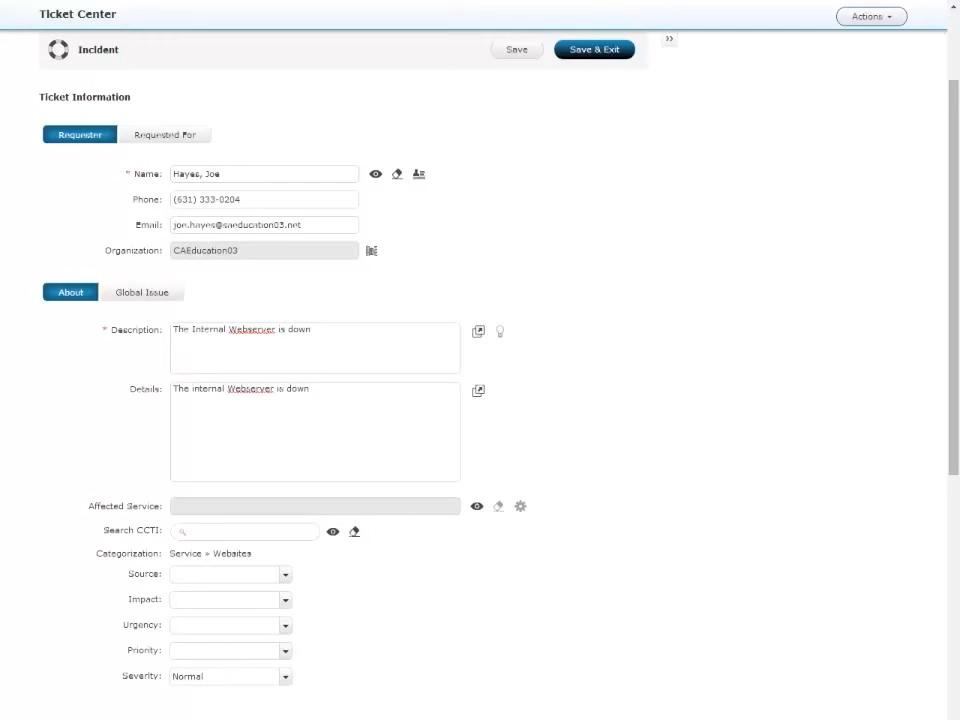 Ticket Center
Actions
»
Incident
Save
Save & Exit
Ticket Information
Requester
Requested For
* Name: Hayes, Joe
Phone: (631) 333-0204
Email: joe.hayes@saeducation03.net
Organization: CAEducation03
About
Global Issue
* Description: The Internal Webserver is down
Details: The internal Webserver is down
Affected Service:
Search CCTI:
Categorization: Service » Websites
Source:
Impact:
Urgency:
Priority:
Severity: Normal